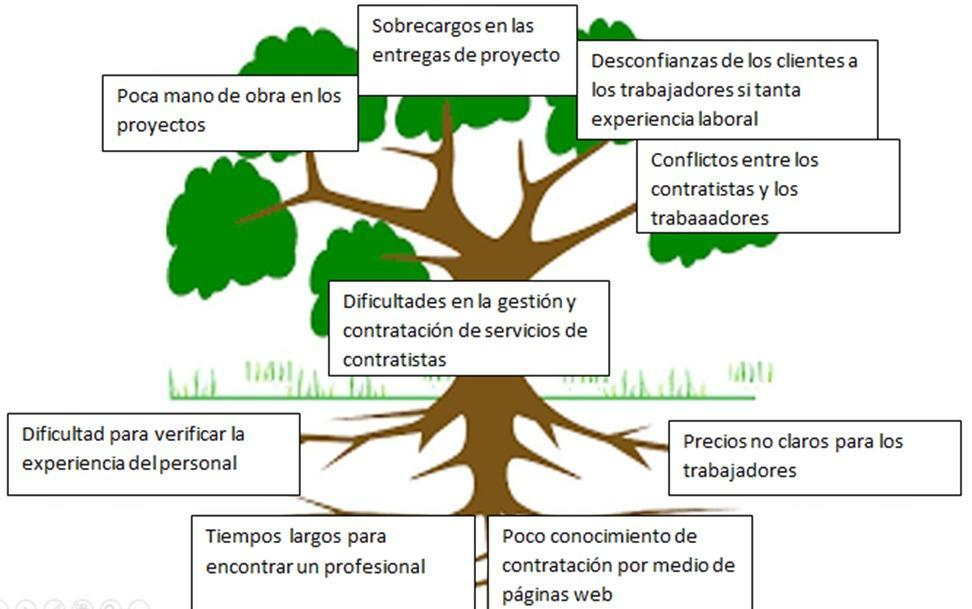 Sobrecargos en las
entregas de proyecto
Desconfianzas de los clientes a
los trabajadores si tanta
experiencia laboral
Poca mano de obra en los
proyectos
Conflictos entre los
contratistas y los
trabaaadores
Dificultades en la gestión y
contratación de servicios de
contratistas
Dificultad para verificar la
experiencia del personal
Precios no claros para los
trabajadores
Tiempos largos para
encontrar un profesional
Poco conocimiento de
contratación por medio de
páginas web